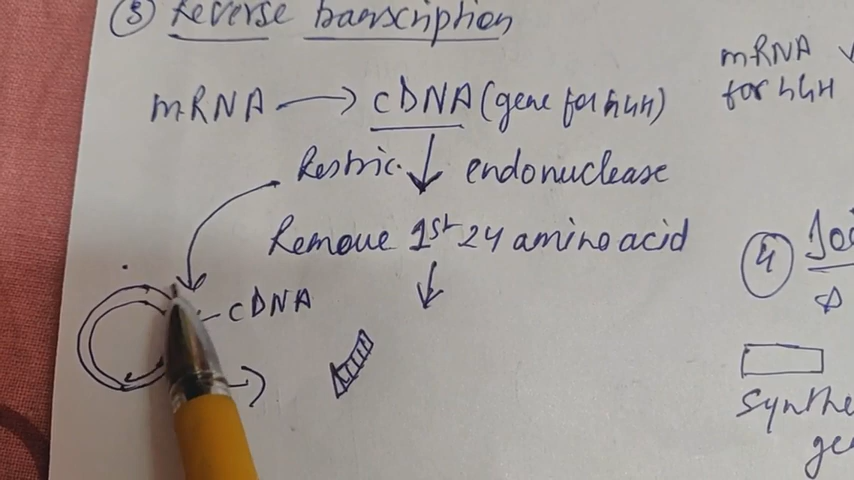 ③ Reverse transcription
mRNA → cDNA (gene for hGH)
Restric. ↓ endonuclease
Remove 1st 24 amino acid
cDNA
mRNA
for hGH
④
Synthe
ge